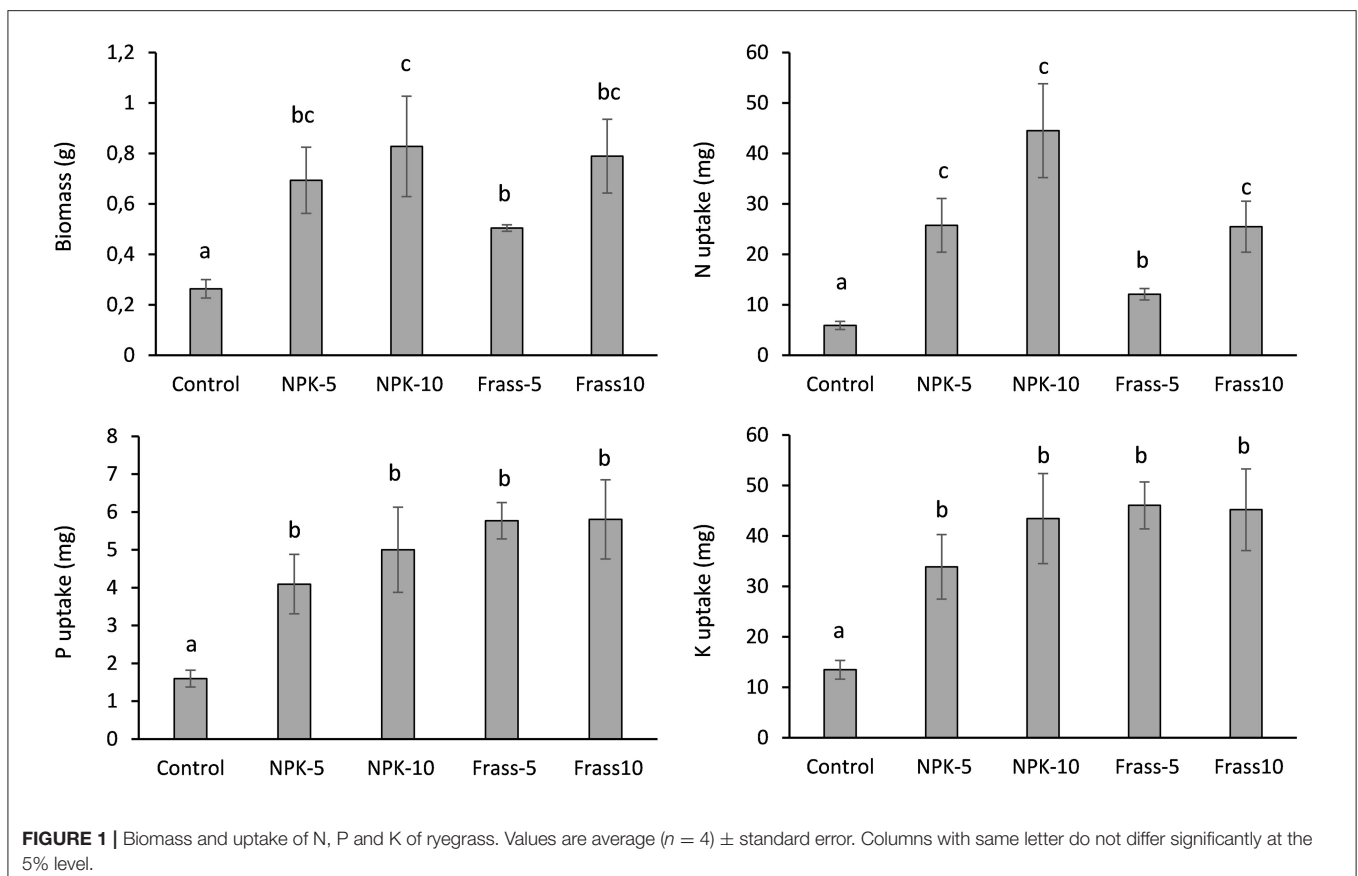 1,2
1
0,8
0,6
0,4
0,2
0
Biomass (g)
a
bc
c
b
bc
Control NPK-5 NPK-10 Frass-5 Frass10
60
50
40
30
20
10
0
N uptake (mg)
a
c
c
b
c
Control NPK-5 NPK-10 Frass-5 Frass10
8
7
6
5
4
3
2
1
0
P uptake (mg)
a
b
b
b
b
Control NPK-5 NPK-10 Frass-5 Frass10
60
50
40
30
20
10
0
K uptake (mg)
a
b
b
b
b
Control NPK-5 NPK-10 Frass-5 Frass10
FIGURE 1 | Biomass and uptake of N, P and K of ryegrass. Values are average (n = 4) ± standard error. Columns with same letter do not differ significantly at the
5% level.